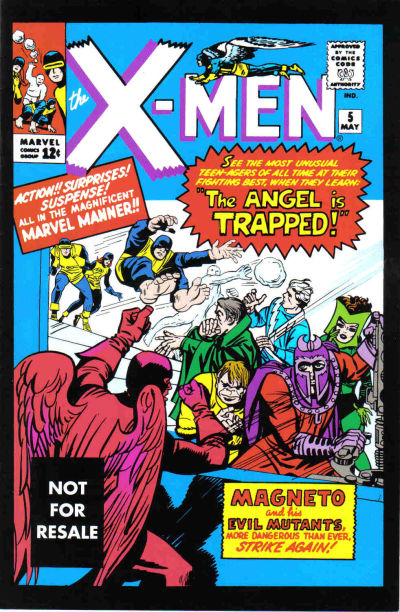 the
X-MEN
®
MARVEL
COMICS
GROUP
12¢
APPROVED
BY THE
COMICS
CODE
AUTHORITY
IND.
5
MAY
ACTION!! SURPRISES!
SUSPENSE!
ALL IN THE MAGNIFICENT
MARVEL MANNER!!
SEE THE MOST UNUSUAL
TEEN-AGERS OF ALL TIME AT THEIR
FIGHTING BEST, WHEN THEY LEARN:
"The ANGEL is
TRAPPED!"
NOT
FOR
RESALE
MAGNETO
and his
EVIL MUTANTS,
MORE DANGEROUS THAN EVER,
STRIKE AGAIN!